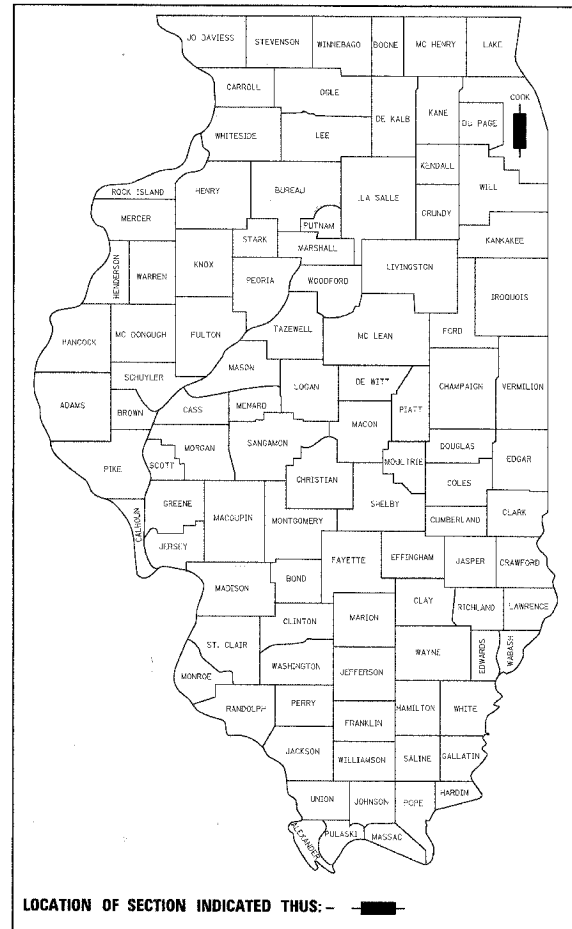 JO DAVIESS
STEVENSON
WINNEBAGO
BOONE
MC HENRY
LAKE
CARROLL
OGLE
COOK
KANE
DU PAGE
DE KALB
WHITESIDE
LEE
KENDALL
WILL
ROCK ISLAND
HENRY
BUREAU
LA SALLE
GRUNDY
MERCER
PUTNAM
STARK
MARSHALL
KANKAKEE
HENDERSON
WARREN
KNOX
PEORIA
WOODFORD
LIVINGSTON
IROQUOIS
HANCOCK
MC DONOUGH
FULTON
TAZEWELL
MC LEAN
FORD
MASON
SCHUYLER
LOGAN
DE WITT
CHAMPAIGN
VERMILION
ADAMS
BROWN
CASS
MENARD
PIATT
MACON
MORGAN
SANGAMON
DOUGLAS
EDGAR
PIKE
SCOTT
CHRISTIAN
MOULTRIE
COLES
GREENE
MACOUPIN
MONTGOMERY
SHELBY
CUMBERLAND
CLARK
CALHOUN
JERSEY
FAYETTE
EFFINGHAM
JASPER
CRAWFORD
MADISON
BOND
CLAY
RICHLAND
LAWRENCE
CLINTON
MARION
ST. CLAIR
WAYNE
EDWARDS
WABASH
WASHINGTON
JEFFERSON
MONROE
RANDOLPH
PERRY
HAMILTON
WHITE
FRANKLIN
JACKSON
WILLIAMSON
SALINE
GALLATIN
UNION
JOHNSON
POPE
HARDIN
ALEXANDER
PULASKI
MASSAC
LOCATION OF SECTION INDICATED THUS: -